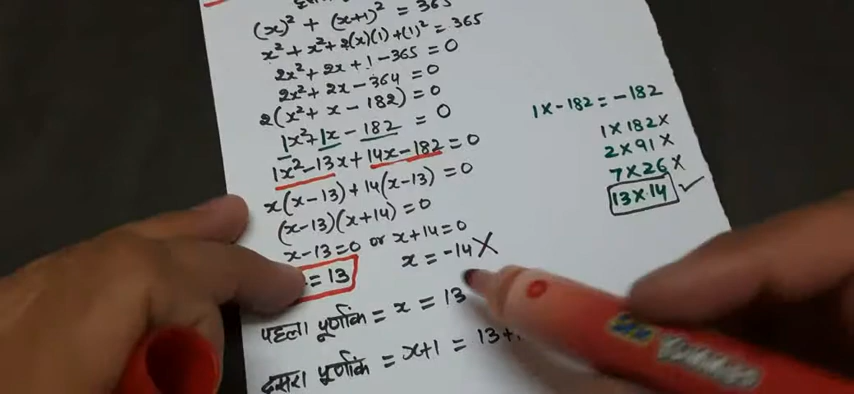 (x)² + (x+1)² = 365
x² + x² + 2(x)(1) + (1)² = 365
2x² + 2x + 1 - 365 = 0
2x² + 2x - 364 = 0
2(x² + x - 182) = 0
1x² + 1x - 182 = 0
1x² - 13x + 14x - 182 = 0
x(x-13) + 14(x-13) = 0
(x-13)(x+14) = 0
x-13=0 or x+14=0
= 13
x = -14 X
पहला पूर्णांक = x = 13
दूसरा पूर्णांक = x+1 = 13+
1 X - 182 = -182
1 X 182 X
2 X 91 X
7 X 26 X
13 X 14 ✓